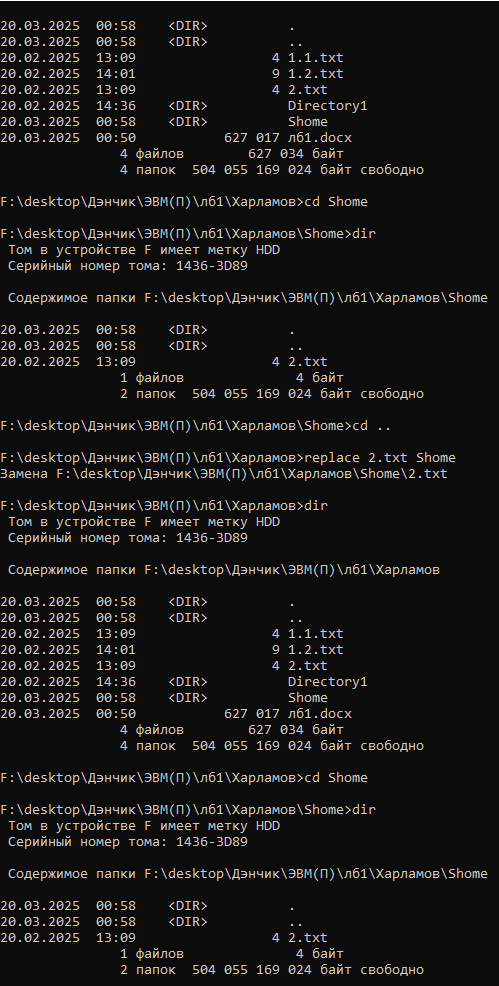 20.03.2025  00:58    <DIR>          .
20.03.2025  00:58    <DIR>          ..
20.02.2025  13:09                 4 1.1.txt
20.02.2025  14:01                 9 1.2.txt
20.02.2025  13:09                 4 2.txt
20.02.2025  14:36    <DIR>          Directory1
20.03.2025  00:58    <DIR>          Shome
20.03.2025  00:50           627 017 лб1.docx
               4 файлов        627 034 байт
               4 папок  504 055 169 024 байт свободно

F:\desktop\Дэнчик\ЭВМ(П)\лб1\Харламов>cd Shome

F:\desktop\Дэнчик\ЭВМ(П)\лб1\Харламов\Shome>dir
 Том в устройстве F имеет метку HDD
 Серийный номер тома: 1436-3D89

 Содержимое папки F:\desktop\Дэнчик\ЭВМ(П)\лб1\Харламов\Shome

20.03.2025  00:58    <DIR>          .
20.03.2025  00:58    <DIR>          ..
20.02.2025  13:09                 4 2.txt
               1 файлов              4 байт
               2 папок  504 055 169 024 байт свободно

F:\desktop\Дэнчик\ЭВМ(П)\лб1\Харламов\Shome>cd ..

F:\desktop\Дэнчик\ЭВМ(П)\лб1\Харламов>replace 2.txt Shome
Замена F:\desktop\Дэнчик\ЭВМ(П)\лб1\Харламов\Shome\2.txt

F:\desktop\Дэнчик\ЭВМ(П)\лб1\Харламов>dir
 Том в устройстве F имеет метку HDD
 Серийный номер тома: 1436-3D89

 Содержимое папки F:\desktop\Дэнчик\ЭВМ(П)\лб1\Харламов

20.03.2025  00:58    <DIR>          .
20.03.2025  00:58    <DIR>          ..
20.02.2025  13:09                 4 1.1.txt
20.02.2025  14:01                 9 1.2.txt
20.02.2025  13:09                 4 2.txt
20.02.2025  14:36    <DIR>          Directory1
20.03.2025  00:58    <DIR>          Shome
20.03.2025  00:50           627 017 лб1.docx
               4 файлов        627 034 байт
               4 папок  504 055 169 024 байт свободно

F:\desktop\Дэнчик\ЭВМ(П)\лб1\Харламов>cd Shome

F:\desktop\Дэнчик\ЭВМ(П)\лб1\Харламов\Shome>dir
 Том в устройстве F имеет метку HDD
 Серийный номер тома: 1436-3D89

 Содержимое папки F:\desktop\Дэнчик\ЭВМ(П)\лб1\Харламов\Shome

20.03.2025  00:58    <DIR>          .
20.03.2025  00:58    <DIR>          ..
20.02.2025  13:09                 4 2.txt
               1 файлов              4 байт
               2 папок  504 055 169 024 байт свободно